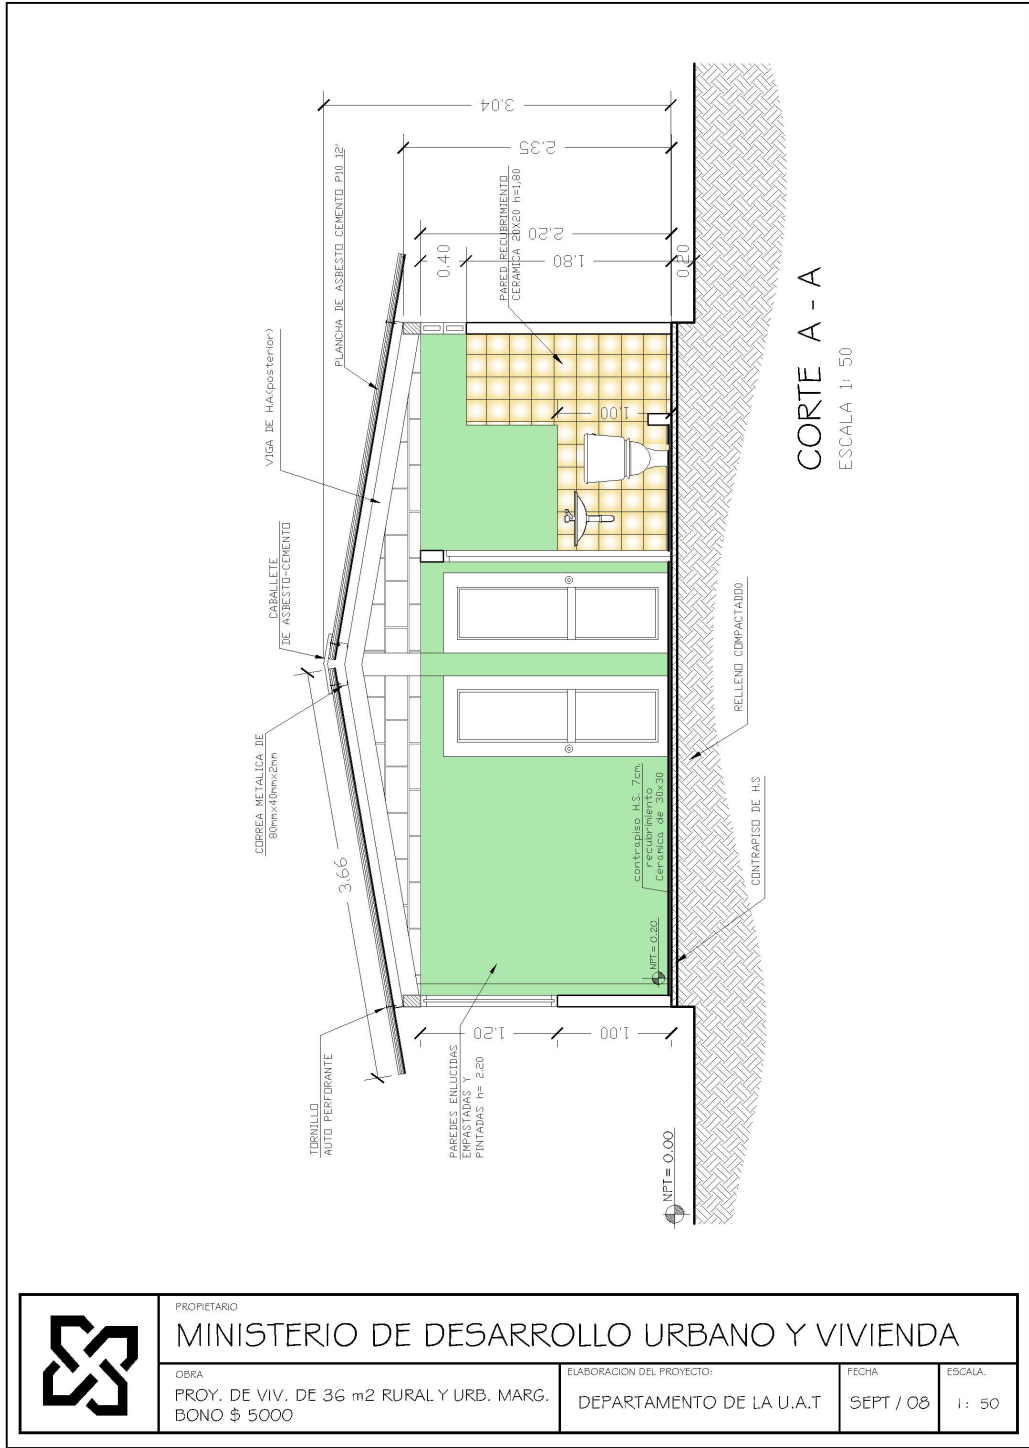 3.04
2.35
2.20
0.40
1.80
0.20
PLANCHA DE ASBESTO CEMENTO P10 12'
PARED RECUBRIMIENTO
CERAMICA 20X20 h=1,80
VIGA DE H.A.(posterior)
CABALLETE
DE ASBESTO-CEMENTO
1,00
CORREA METALICA DE
80mmx40mmx2mm
3.66
contrapiso H.S. 7cm.
recubrimiento
Ceramica de 30x30
NPT= 0.20
RELLENO COMPACTADO
CONTRAPISO DE H.S
1.20
1.00
TORNILLO
AUTO PERFORANTE
PAREDES ENLUCIDAS
EMPASTADAS Y
PINTADAS h= 2.20
NPT= 0.00
CORTE A - A
ESCALA 1: 50
PROPIETARIO
MINISTERIO DE DESARROLLO URBANO Y VIVIENDA
OBRA
PROY. DE VIV. DE 36 m2 RURAL Y URB. MARG.
BONO $ 5000
ELABORACION DEL PROYECTO:
DEPARTAMENTO DE LA U.A.T
FECHA
SEPT / 08
ESCALA.
1: 50